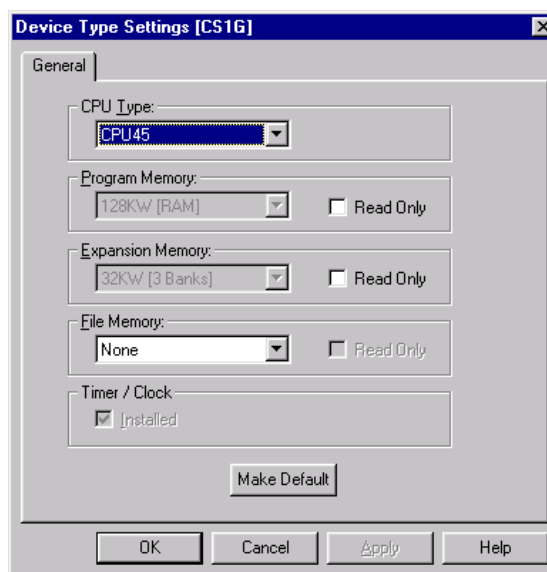 Device Type Settings [CS1G]
General
CPU Type:
CPU45
Program Memory:
128KW [RAM]
Read Only
Expansion Memory:
32KW [3 Banks]
Read Only
File Memory:
None
Read Only
Timer / Clock
Installed
Make Default
OK
Cancel
Apply
Help